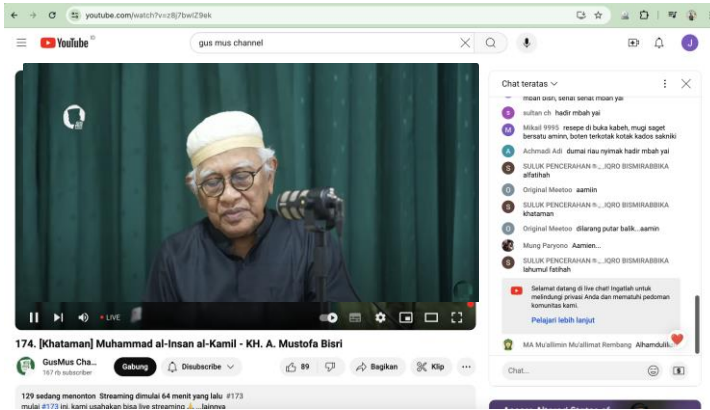 youtube.com/watch?v=z8j7bwlZ9ek
YouTube
ID
gus mus channel
J
LIVE
174. [Khataman] Muhammad al-Insan al-Kamil - KH. A. Mustofa Bisri
GusMus Cha...
167 rb subscriber
Gabung
Disubscribe
89
Bagikan
Klip
129 sedang menonton Streaming dimulai 64 menit yang lalu #173
mulai #173 ini, kami usahakan bisa live streaming 🙏 ...lainnya
Chat teratas
mbah bisri, sehat sehat mbah yai
sultan ch hadir mbah yai
Mikail 9995 resepe di buka kabeh, mugi saget
bersatu aminn, boten terkotak kotak kados sakniki
Achmadi Adi dumai riau nyimak hadir mbah yai
SULUK PENCERAHAN IQRO BISMIRABBIKA
alfatihah
Original Meetoo aamiin
SULUK PENCERAHAN IQRO BISMIRABBIKA
khataman
Original Meetoo dilarang putar balik...aamin
Mung Paryono Aamien...
SULUK PENCERAHAN IQRO BISMIRABBIKA
lahumul fatihah
Selamat datang di live chat! Ingatlah untuk
melindungi privasi Anda dan mematuhi pedoman
komunitas kami.
Pelajari lebih lanjut
MA Mu'allimin Mu'allimat Rembang
Chat...